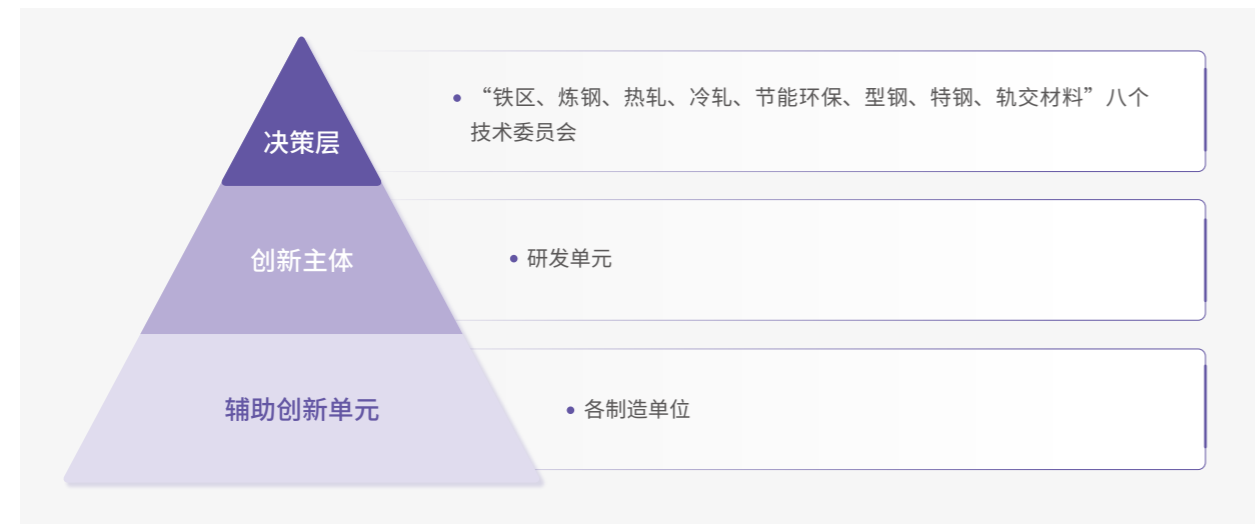 决策层
• “铁区、炼钢、热轧、冷轧、节能环保、型钢、特钢、轨交材料”八个
技术委员会
创新主体
• 研发单元
辅助创新单元
• 各制造单位